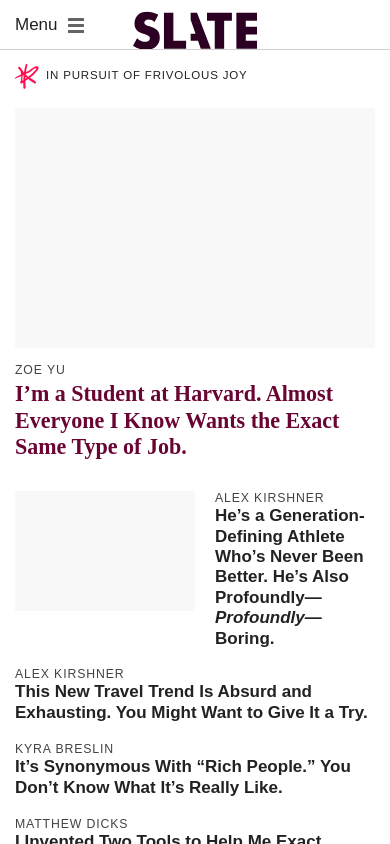 Menu
SLATE
IN PURSUIT OF FRIVOLOUS JOY
ZOE YU
I’m a Student at Harvard. Almost
Everyone I Know Wants the Exact
Same Type of Job.
ALEX KIRSHNER
He’s a Generation-
Defining Athlete
Who’s Never Been
Better. He’s Also
Profoundly—
Profoundly—
Boring.
ALEX KIRSHNER
This New Travel Trend Is Absurd and
Exhausting. You Might Want to Give It a Try.
KYRA BRESLIN
It’s Synonymous With “Rich People.” You
Don’t Know What It’s Really Like.
MATTHEW DICKS
I Invented Two Tools to Help Me Exact